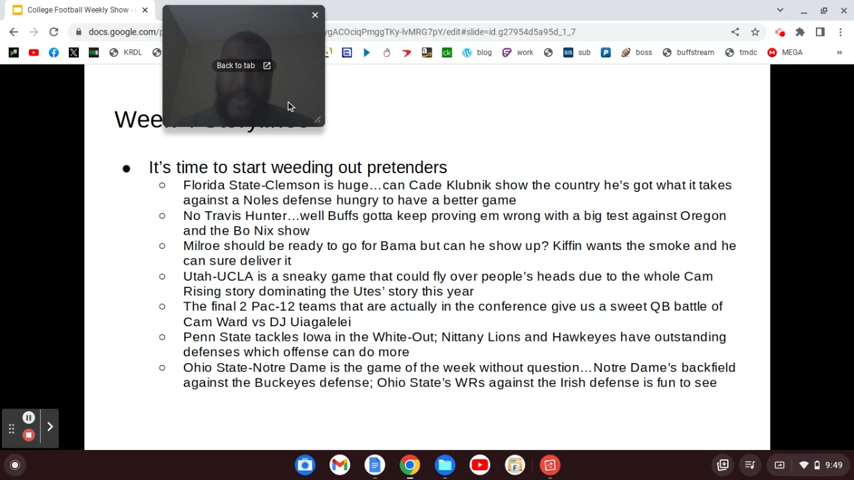 College Football Weekly Show -
docs.google.com/p
gACOciqPmggTKy-lvMRG7pY/edit#slide=id.g27954d5a95d_1_7
KRDL
blog
work
sub
boss
buffstream
tmdc
MEGA
Back to tab
● It's time to start weeding out pretenders
○ Florida State-Clemson is huge…can Cade Klubnik show the country he's got what it takes
against a Noles defense hungry to have a better game
○ No Travis Hunter…well Buffs gotta keep proving em wrong with a big test against Oregon
and the Bo Nix show
○ Milroe should be ready to go for Bama but can he show up? Kiffin wants the smoke and he
can sure deliver it
○ Utah-UCLA is a sneaky game that could fly over people's heads due to the whole Cam
Rising story dominating the Utes' story this year
○ The final 2 Pac-12 teams that are actually in the conference give us a sweet QB battle of
Cam Ward vs DJ Uiagalelei
○ Penn State tackles Iowa in the White-Out; Nittany Lions and Hawkeyes have outstanding
defenses which offense can do more
○ Ohio State-Notre Dame is the game of the week without question…Notre Dame's backfield
against the Buckeyes defense; Ohio State's WRs against the Irish defense is fun to see
9:49